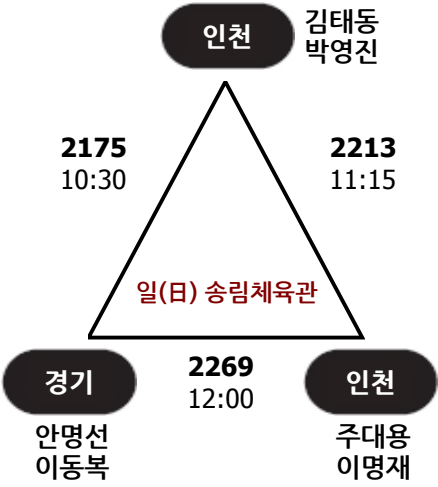 인천
김태동
박영진
2175
10:30
2213
11:15
일(日) 송림체육관
경기
2269
12:00
인천
안명선
이동복
주대용
이명재